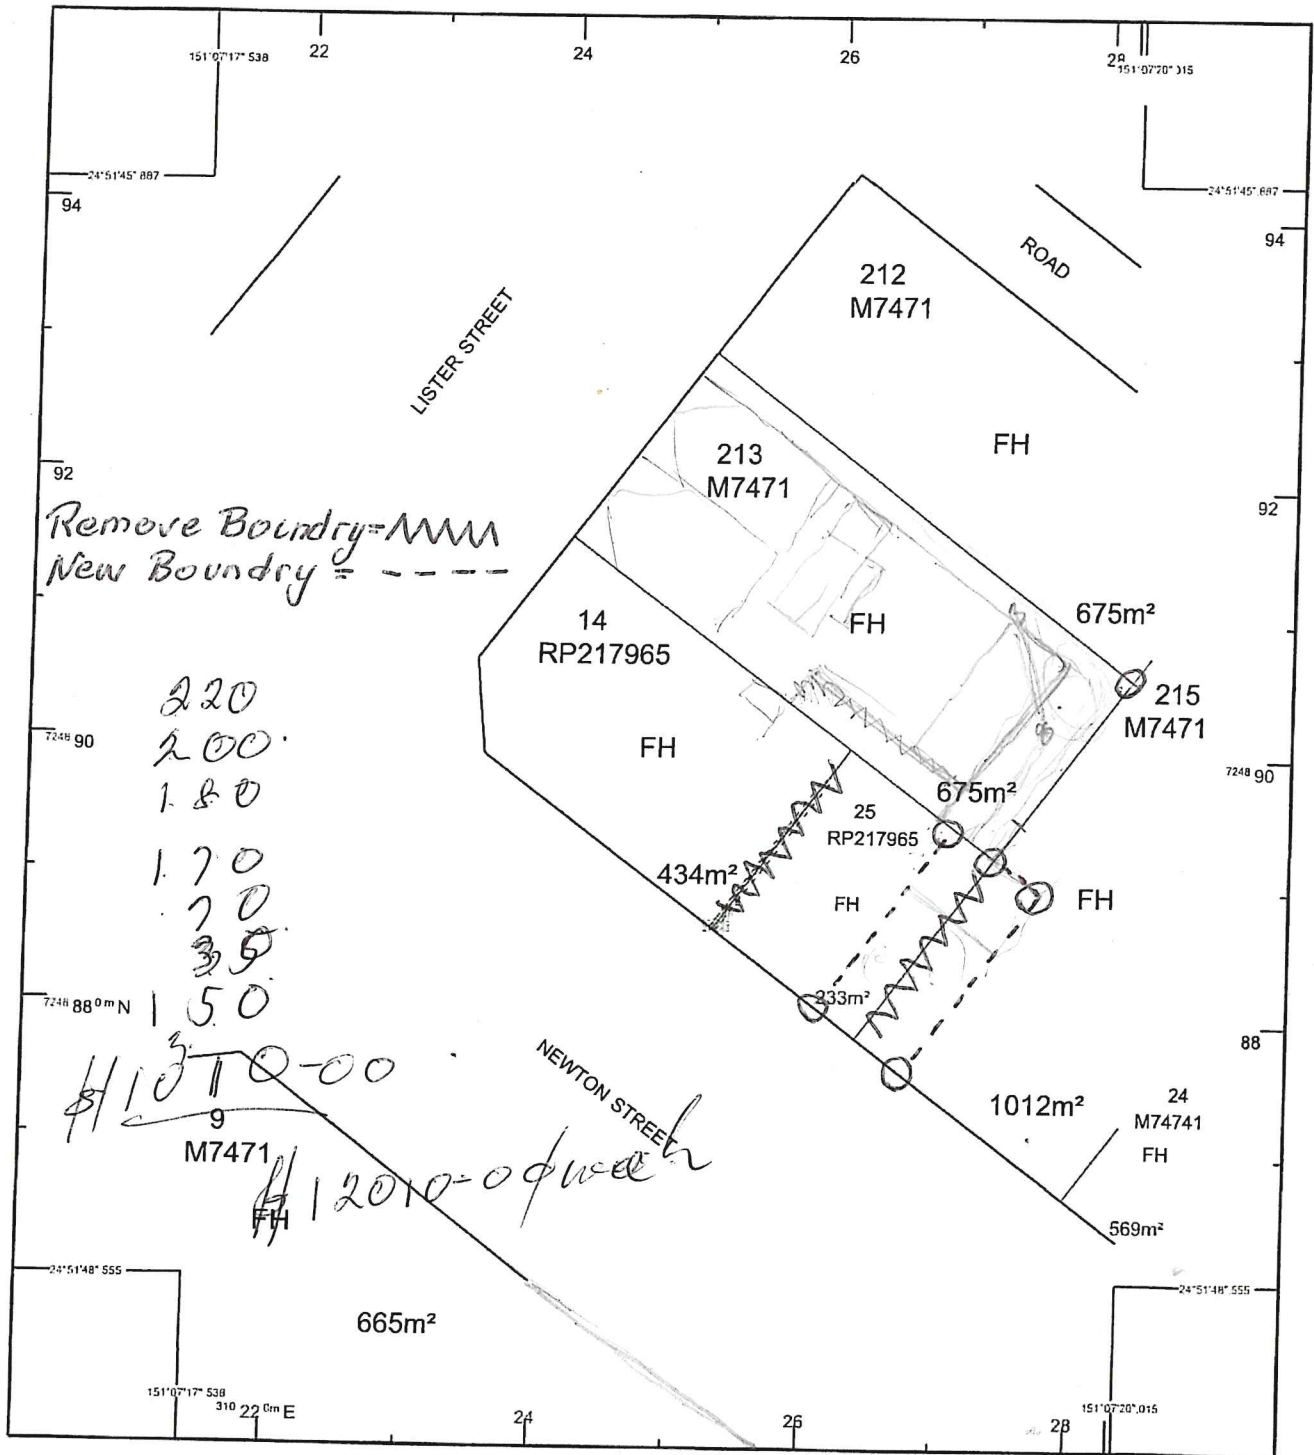 22
24
26
28
151°07'17".538
151°07'20".015
24°51'45".887
24°51'45".887
94
94
ROAD
212
M7471
LISTER STREET
FH
213
M7471
92
92
Remove Boundry=
New Boundry = - - - -
14
RP217965
FH
675m²
215
M7471
220
200
180
170
70
150
7248 90
7248 90
FH
675m²
25
RP217965
434m²
FH
FH
233m²
7248 88 0m N
88
NEWTON STREET
1012m²
24
M74741
FH
9
M7471
FH
569m²
24°51'48".555
24°51'48".555
665m²
151°07'17".538
310 22 0m E
24
26
28
151°07'20".015